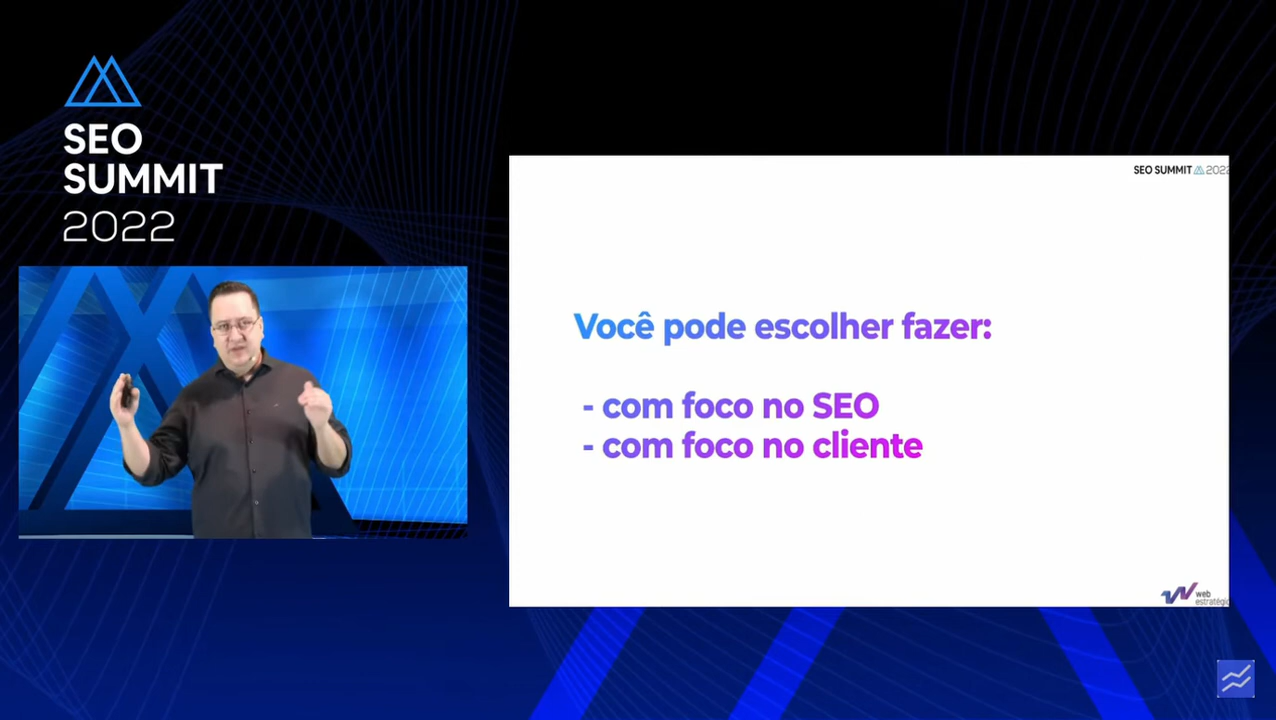 SEO
SUMMIT
2022
SEO SUMMIT 2022
Você pode escolher fazer:
- com foco no SEO
- com foco no cliente
web